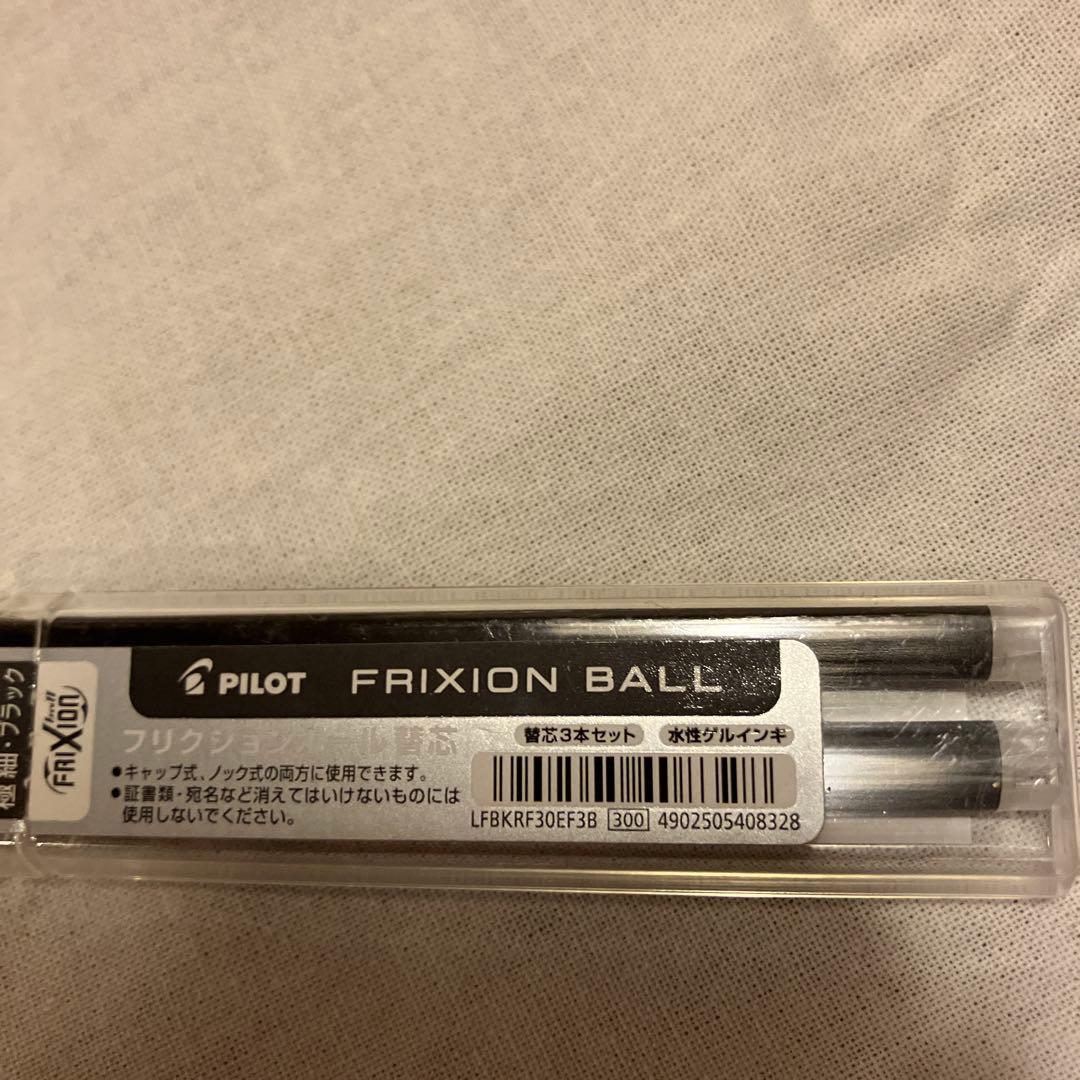 極細・ブラック
FRIXION ball
PILOT FRIXION BALL
フリクションボール替芯
替芯3本セット 水性ゲルインキ
●キャップ式、ノック式の両方に使用できます。
●証書類・宛名など消えてはいけないものには
使用しないでください。
LFBKRF30EF3B 300 4902505408328